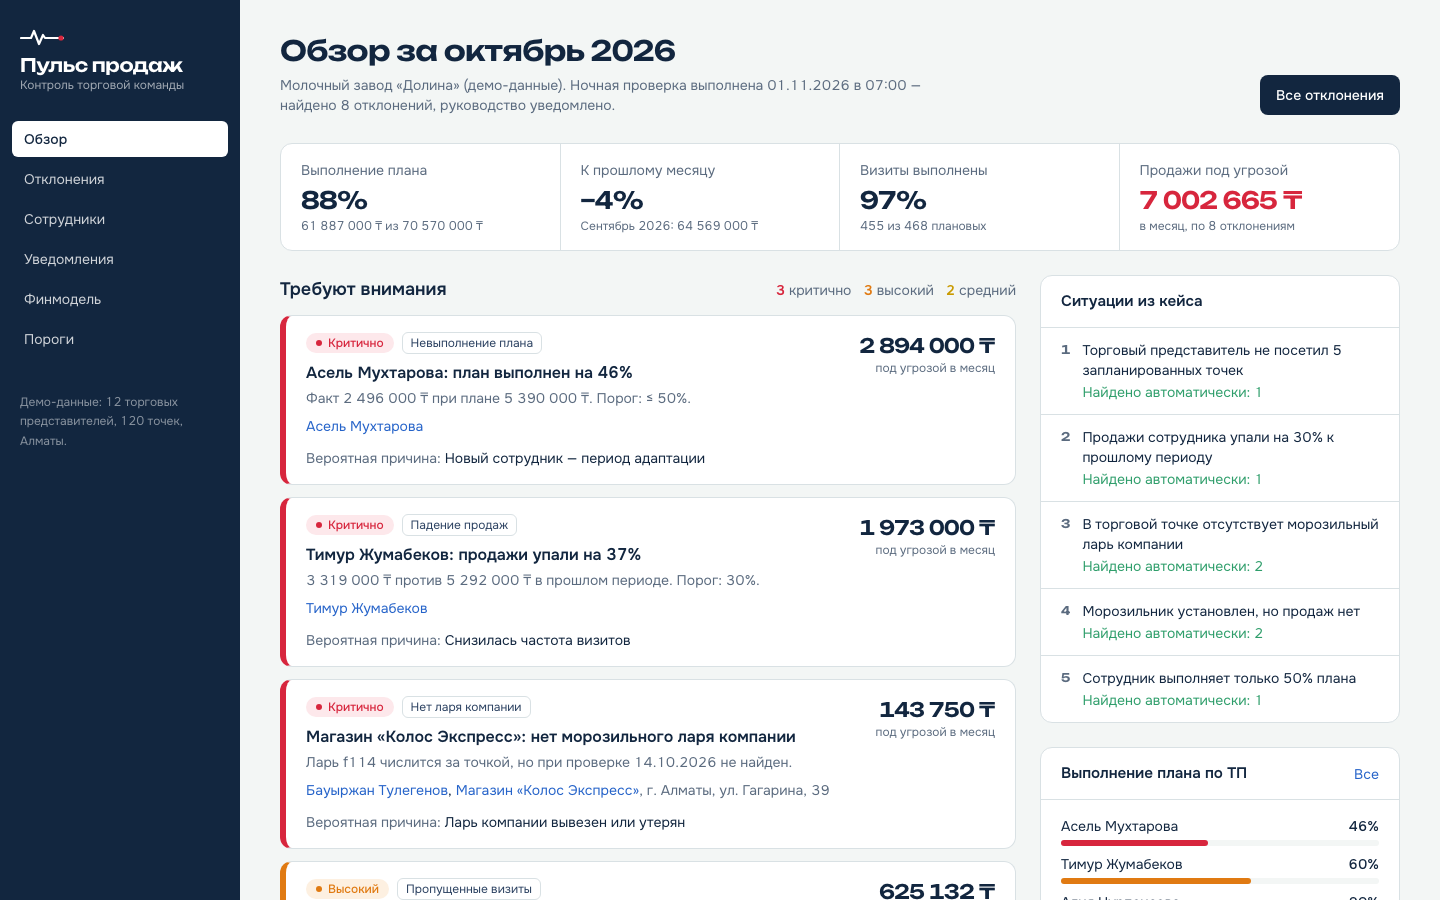 Пульс продаж
Контроль торговой команды
Обзор
Отклонения
Сотрудники
Уведомления
Финмодель
Пороги
Демо-данные: 12 торговых
представителей, 120 точек,
Алматы.
Обзор за октябрь 2026
Молочный завод «Долина» (демо-данные). Ночная проверка выполнена 01.11.2026 в 07:00 —
найдено 8 отклонений, руководство уведомлено.
Все отклонения
Выполнение плана
88%
61 887 000 ₸ из 70 570 000 ₸
К прошлому месяцу
−4%
Сентябрь 2026: 64 569 000 ₸
Визиты выполнены
97%
455 из 468 плановых
Продажи под угрозой
7 002 665 ₸
в месяц, по 8 отклонениям
Требуют внимания
3 критично 3 высокий 2 средний
Критично Невыполнение плана
2 894 000 ₸
под угрозой в месяц
Асель Мухтарова: план выполнен на 46%
Факт 2 496 000 ₸ при плане 5 390 000 ₸. Порог: ≤ 50%.
Асель Мухтарова
Вероятная причина: Новый сотрудник — период адаптации
Критично Падение продаж
1 973 000 ₸
под угрозой в месяц
Тимур Жумабеков: продажи упали на 37%
3 319 000 ₸ против 5 292 000 ₸ в прошлом периоде. Порог: 30%.
Тимур Жумабеков
Вероятная причина: Снизилась частота визитов
Критично Нет ларя компании
143 750 ₸
под угрозой в месяц
Магазин «Колос Экспресс»: нет морозильного ларя компании
Ларь f114 числится за точкой, но при проверке 14.10.2026 не найден.
Бауыржан Тулегенов, Магазин «Колос Экспресс», г. Алматы, ул. Гагарина, 39
Вероятная причина: Ларь компании вывезен или утерян
Высокий Пропущенные визиты
625 132 ₸
Ситуации из кейса
1 Торговый представитель не посетил 5
запланированных точек
Найдено автоматически: 1
2 Продажи сотрудника упали на 30% к
прошлому периоду
Найдено автоматически: 1
3 В торговой точке отсутствует морозильный
ларь компании
Найдено автоматически: 2
4 Морозильник установлен, но продаж нет
Найдено автоматически: 2
5 Сотрудник выполняет только 50% плана
Найдено автоматически: 1
Выполнение плана по ТП
Все
Асель Мухтарова 46%
Тимур Жумабеков 60%